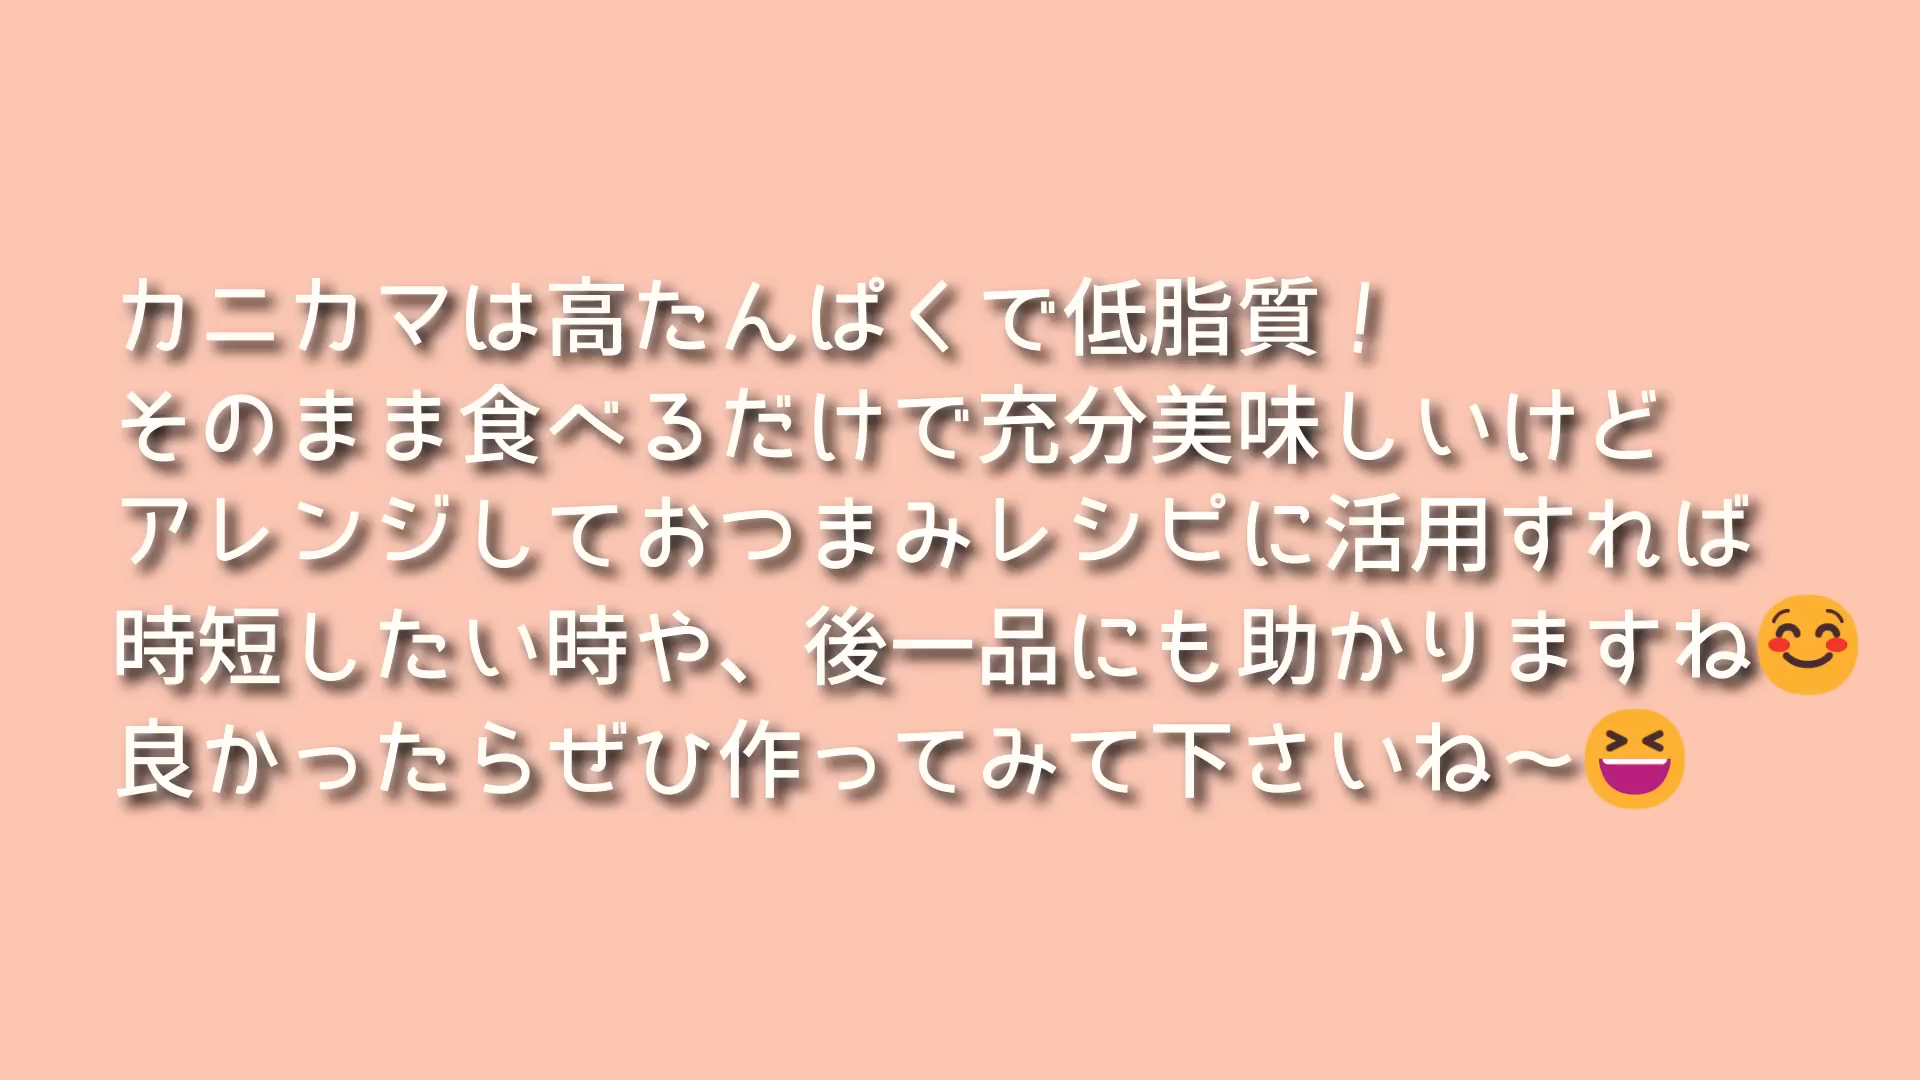 カニカマは高たんぱくで低脂質！
そのまま食べるだけで充分美味しいけど
アレンジしておつまみレシピに活用すれば
時短したい時や、後一品にも助かりますね😊
良かったらぜひ作ってみて下さいね〜😆